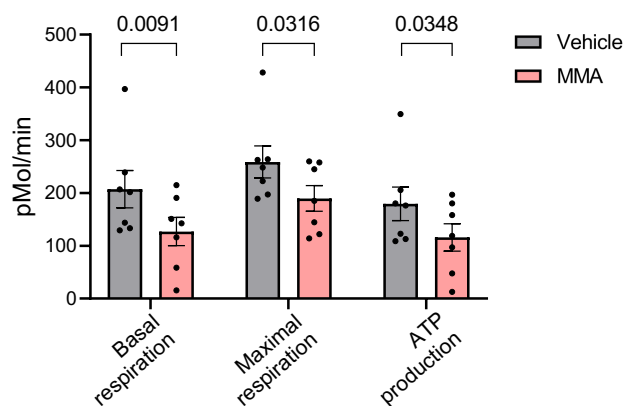 0.0091 0.0316 0.0348
500
400
300
200
100
0
pMol/min
Basal
respiration
Maximal
respiration
ATP
production
Vehicle
MMA